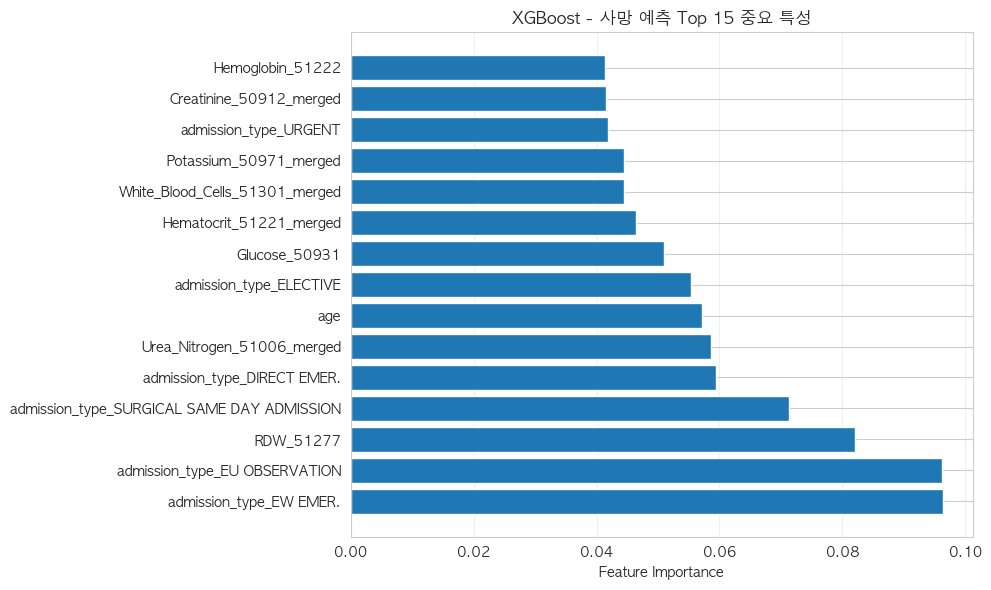 XGBoost - 사망 예측 Top 15 중요 특성
Hemoglobin_51222
Creatinine_50912_merged
admission_type_URGENT
Potassium_50971_merged
White_Blood_Cells_51301_merged
Hematocrit_51221_merged
Glucose_50931
admission_type_ELECTIVE
age
Urea_Nitrogen_51006_merged
admission_type_DIRECT EMER.
admission_type_SURGICAL SAME DAY ADMISSION
RDW_51277
admission_type_EU OBSERVATION
admission_type_EW EMER.
0.00 0.02 0.04 0.06 0.08 0.10
Feature Importance